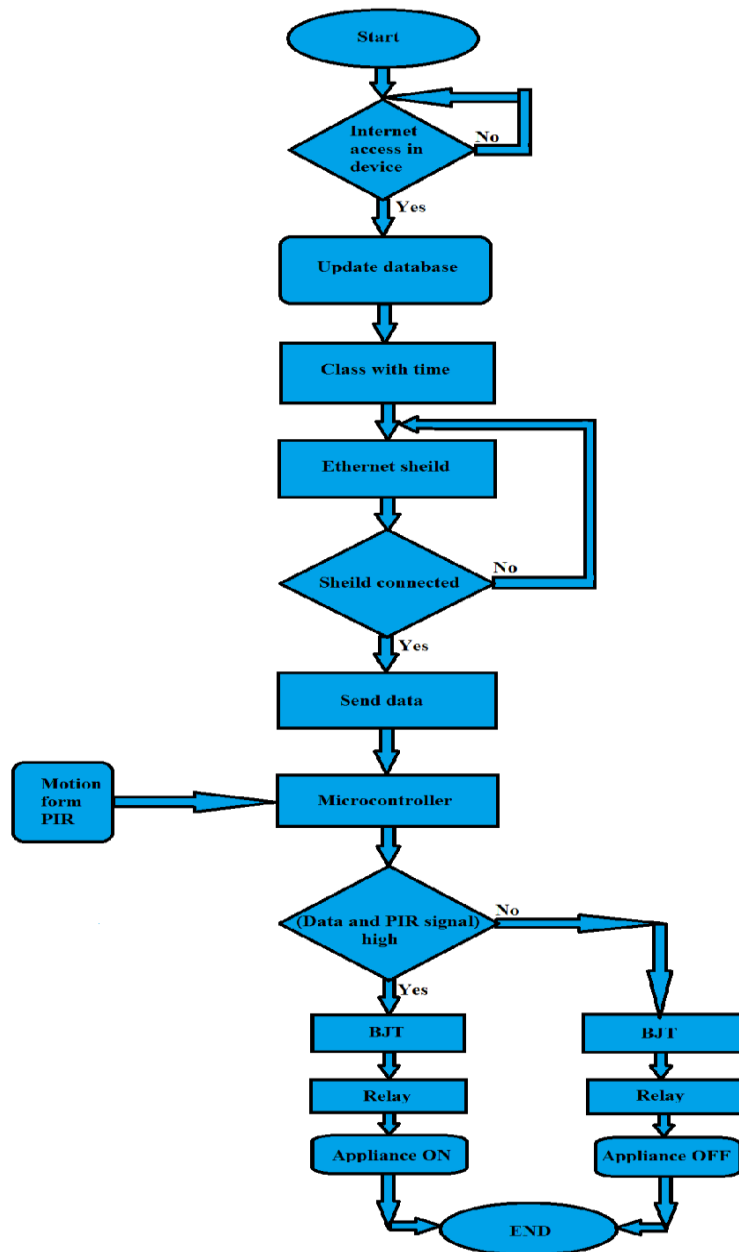 Start
Internet
access in
device
No
Yes
Update database
Class with time
Ethernet sheild
Sheild connected
No
Yes
Send data
Motion
form
PIR
Microcontroller
(Data and PIR signal)
high
No
Yes
BJT
BJT
Relay
Relay
Appliance ON
Appliance OFF
END